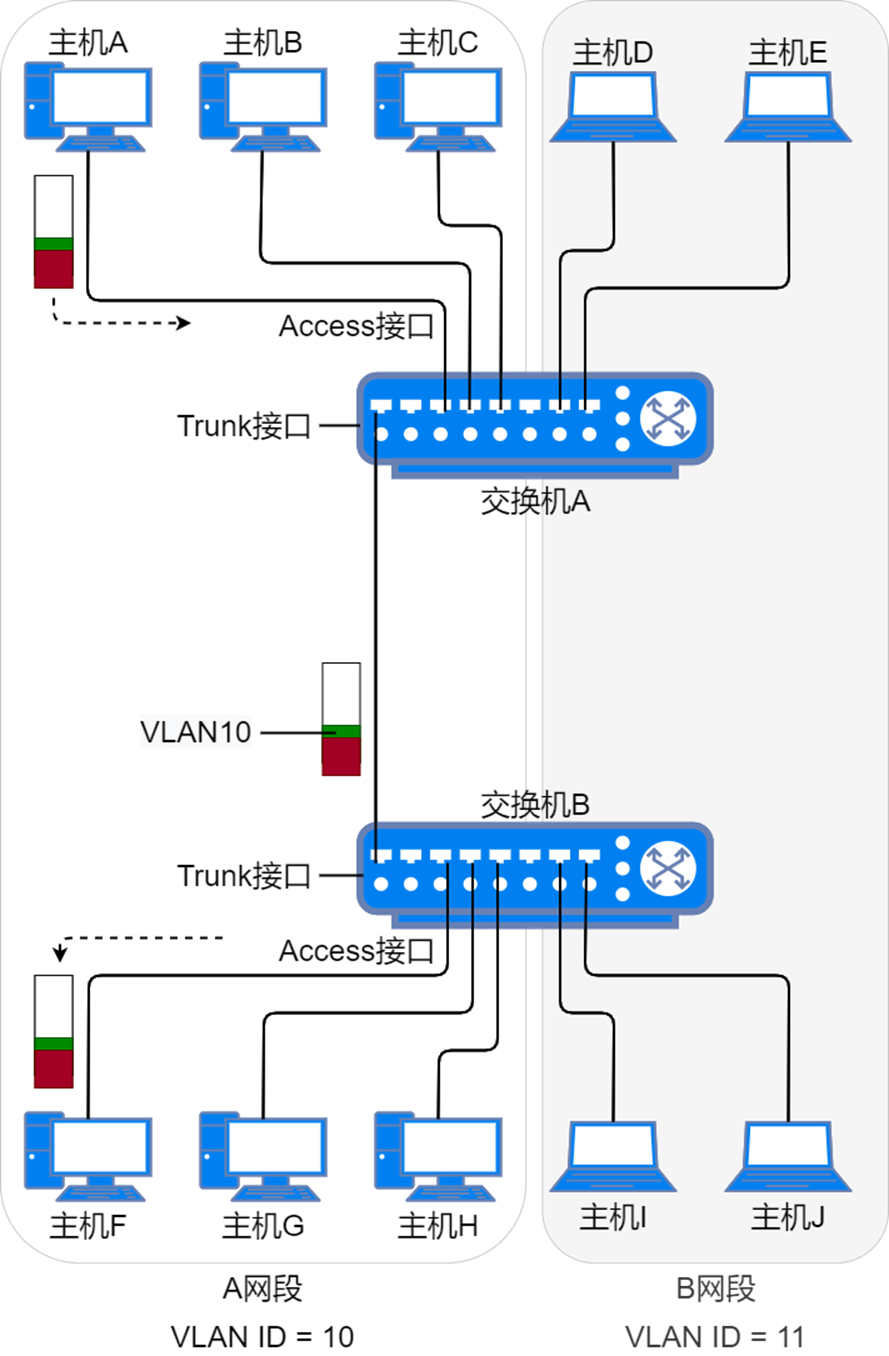 主机A
主机B
主机C
主机D
主机E
Access接口
Trunk接口
交换机A
VLAN10
交换机B
Trunk接口
Access接口
主机F
主机G
主机H
主机I
主机J
A网段
B网段
VLAN ID = 10
VLAN ID = 11